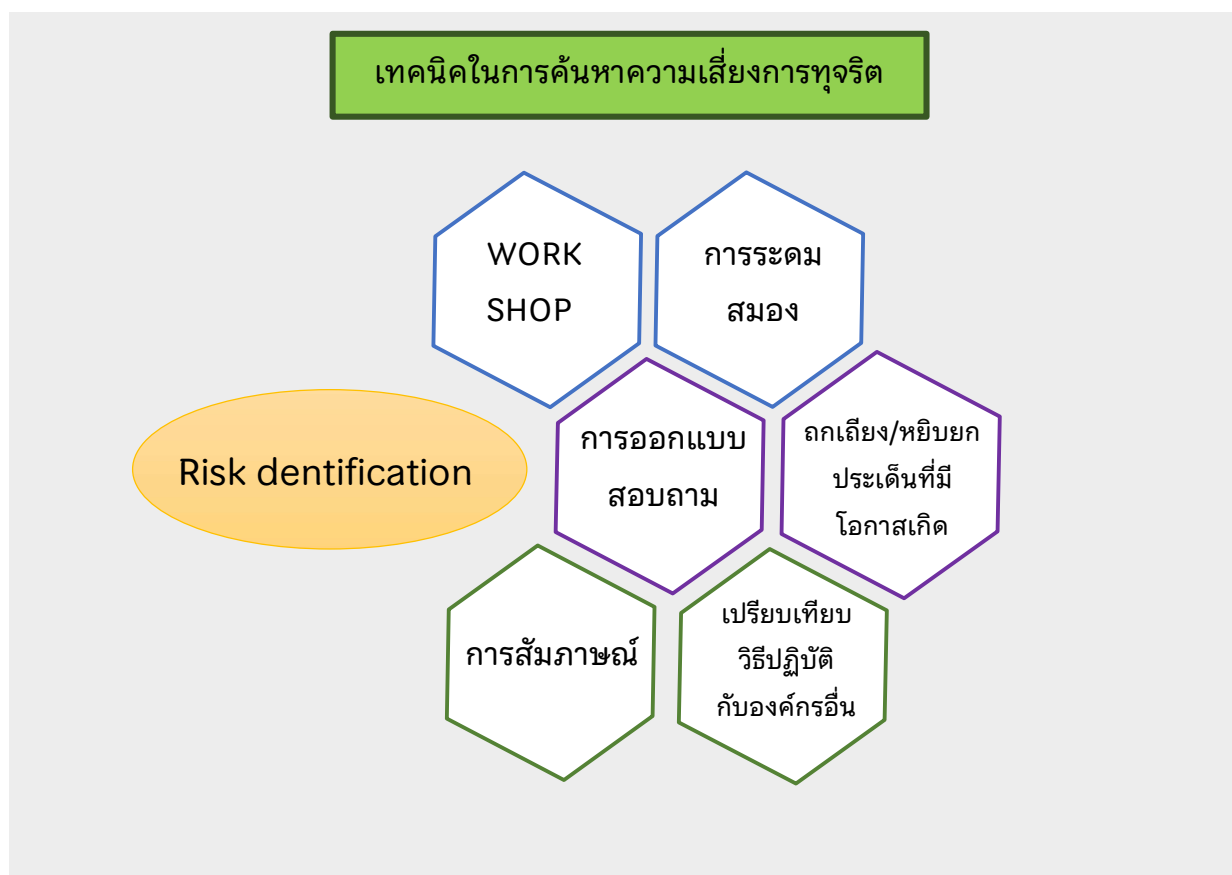 เทคนิคในการค้นหาความเสี่ยงการทุจริต
WORK
SHOP
การระดม
สมอง
Risk dentification
การออกแบบ
สอบถาม
ถกเถียง/หยิบยก
ประเด็นที่มี
โอกาสเกิด
การสัมภาษณ์
เปรียบเทียบ
วิธีปฏิบัติ
กับองค์กรอื่น